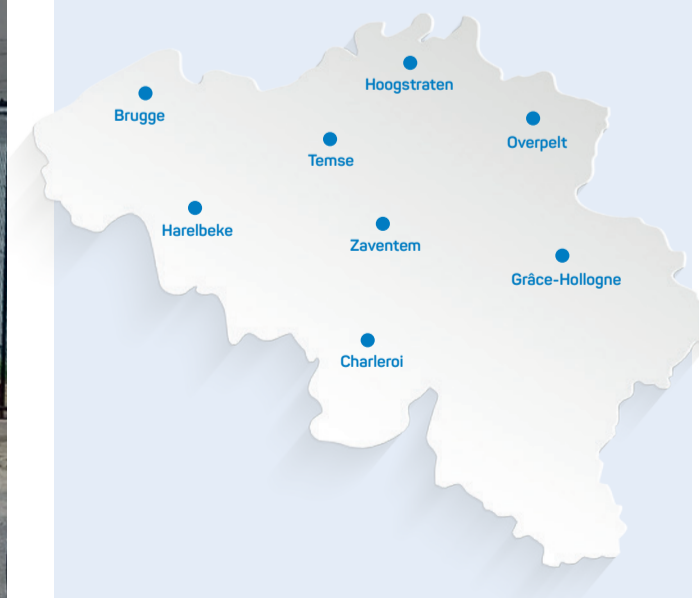 Hoogstraten
Brugge
Overpelt
Temse
Harelbeke
Zaventem
Grâce-Hollogne
Charleroi